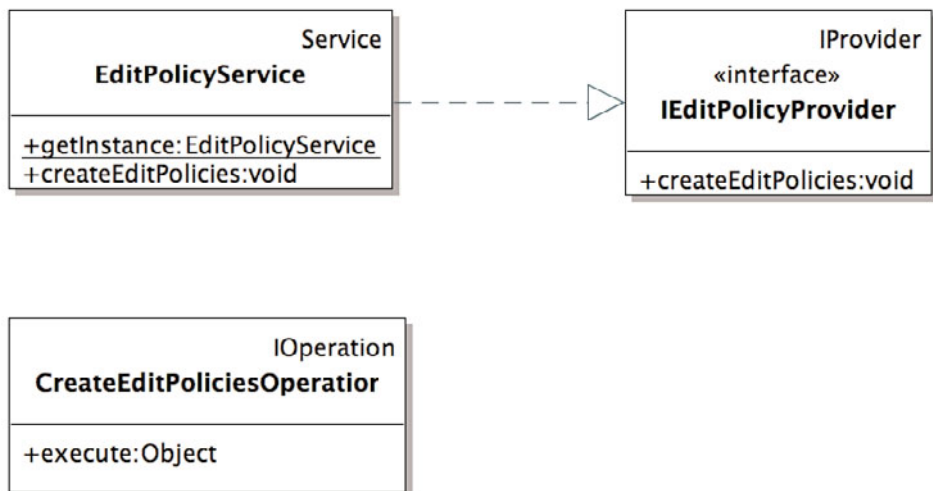 Service
EditPolicyService
+getInstance:EditPolicyService
+createEditPolicies:void
IProvider
«interface»
IEditPolicyProvider
+createEditPolicies:void
IOperation
CreateEditPoliciesOperatior
+execute:Object